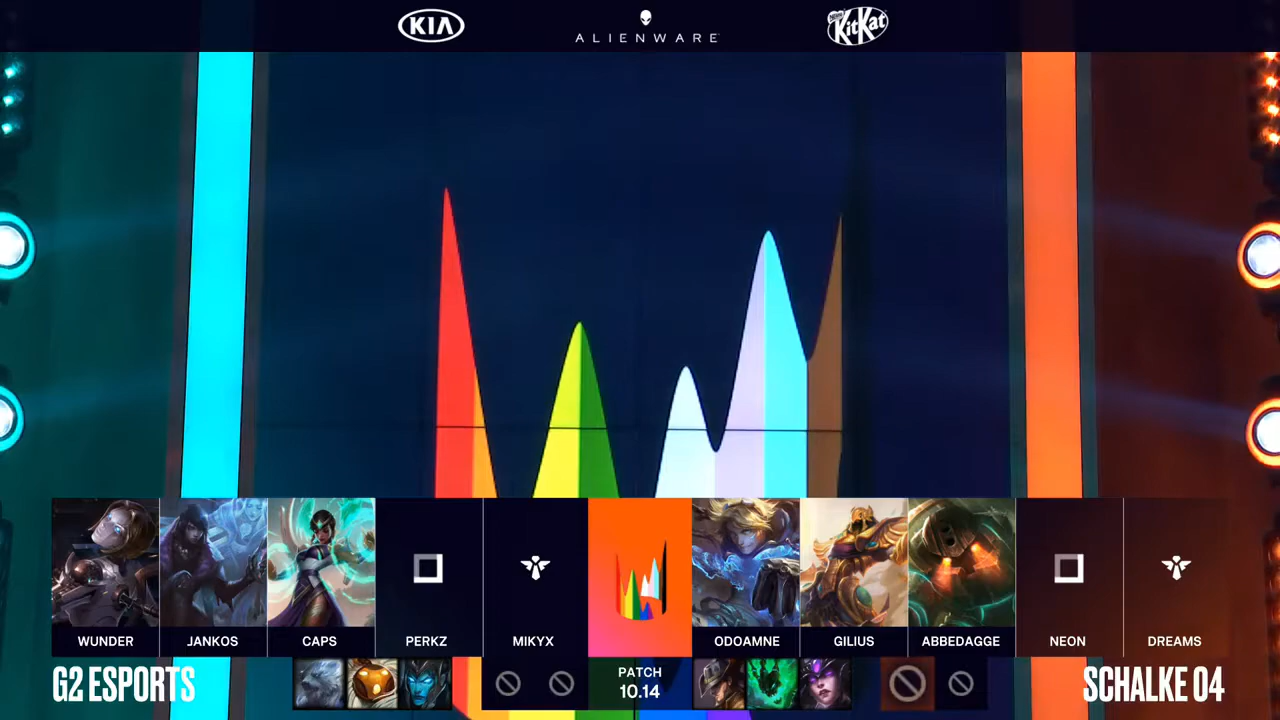 KIA
ALIENWARE
Nestlé KitKat
WUNDER
JANKOS
CAPS
PERKZ
MIKYX
ODOAMNE
GILIUS
ABBEDAGGE
NEON
DREAMS
G2 ESPORTS
PATCH
10.14
SCHALKE 04